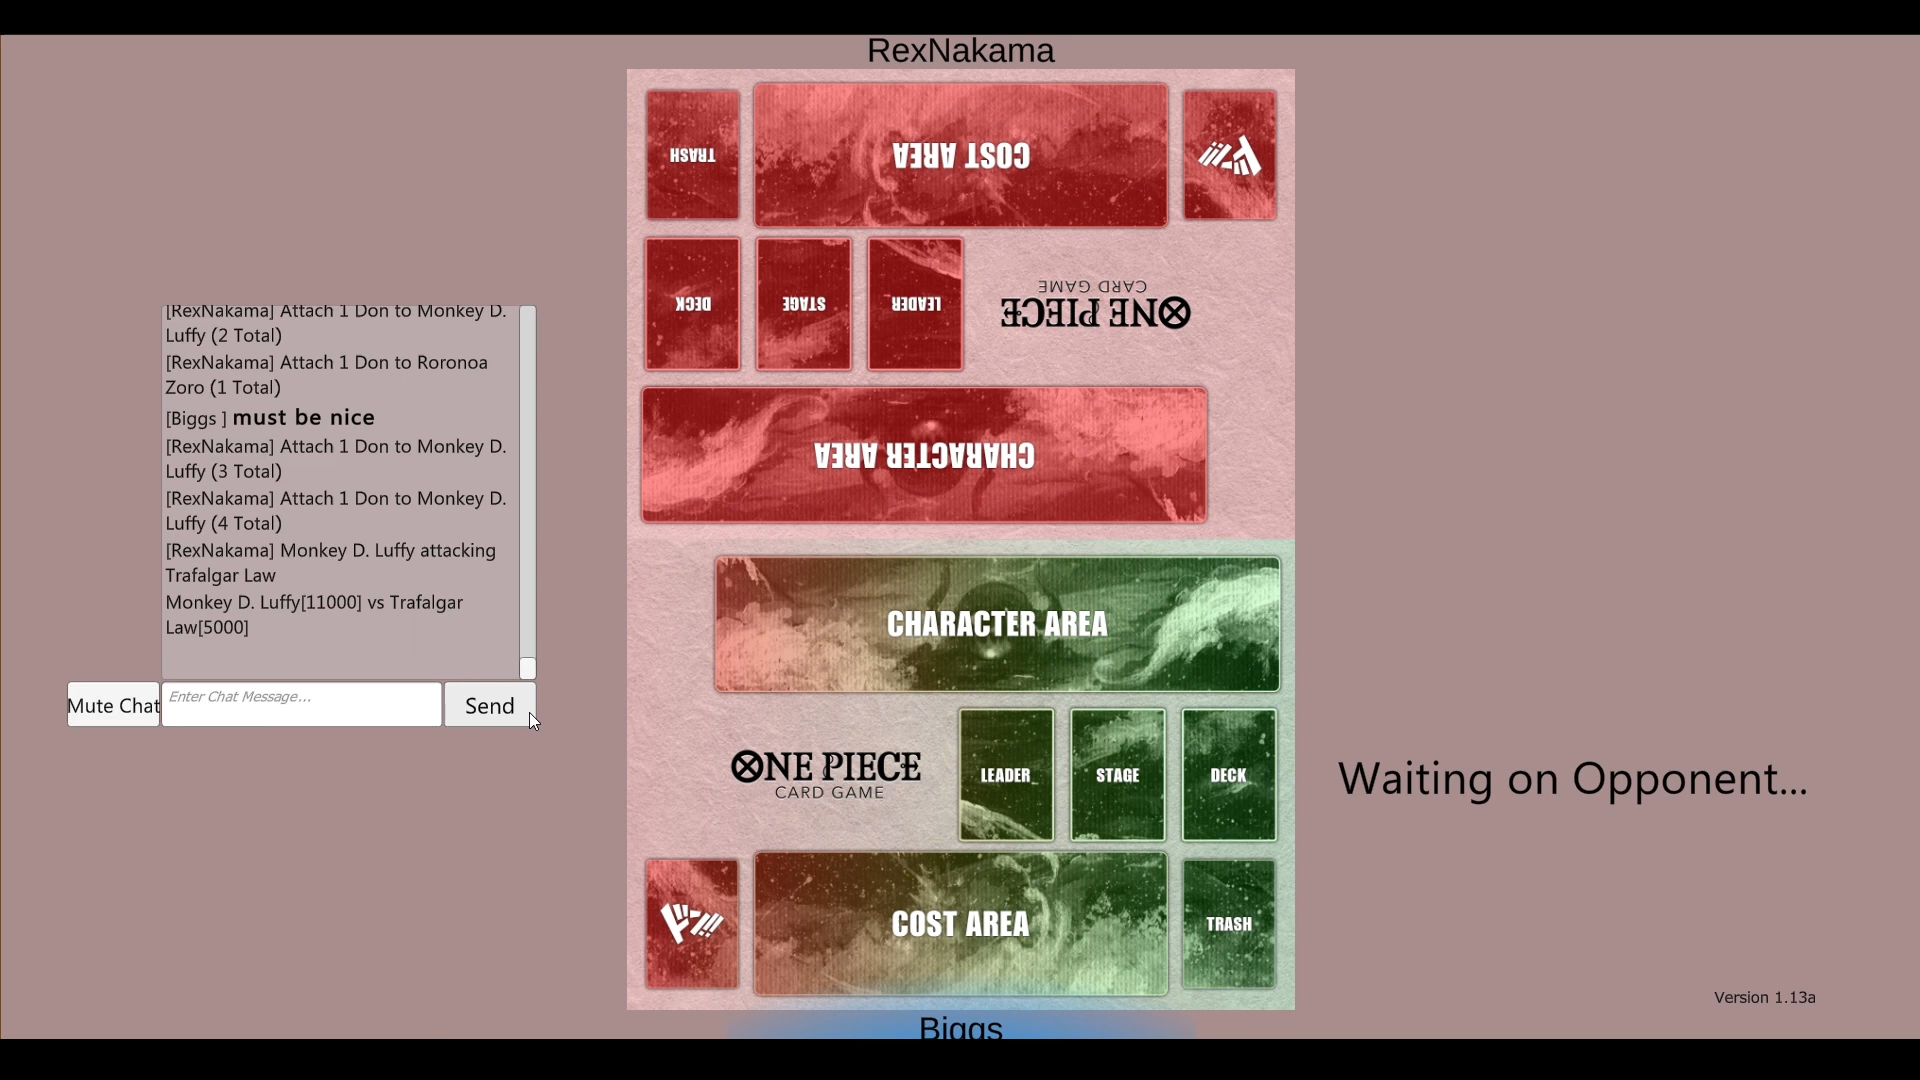 RexNakama
TRASH
COST AREA
DECK
STAGE
LEADER
CARD GAME
ONE PIECE
CHARACTER AREA
[RexNakama] Attach 1 Don to Monkey D.
Luffy (2 Total)
[RexNakama] Attach 1 Don to Roronoa
Zoro (1 Total)
[Biggs ] must be nice
[RexNakama] Attach 1 Don to Monkey D.
Luffy (3 Total)
[RexNakama] Attach 1 Don to Monkey D.
Luffy (4 Total)
[RexNakama] Monkey D. Luffy attacking
Trafalgar Law
Monkey D. Luffy[11000] vs Trafalgar
Law[5000]
Mute Chat
Enter Chat Message...
Send
CHARACTER AREA
ONE PIECE
CARD GAME
LEADER
STAGE
DECK
Waiting on Opponent...
COST AREA
TRASH
Version 1.13a
Biggs